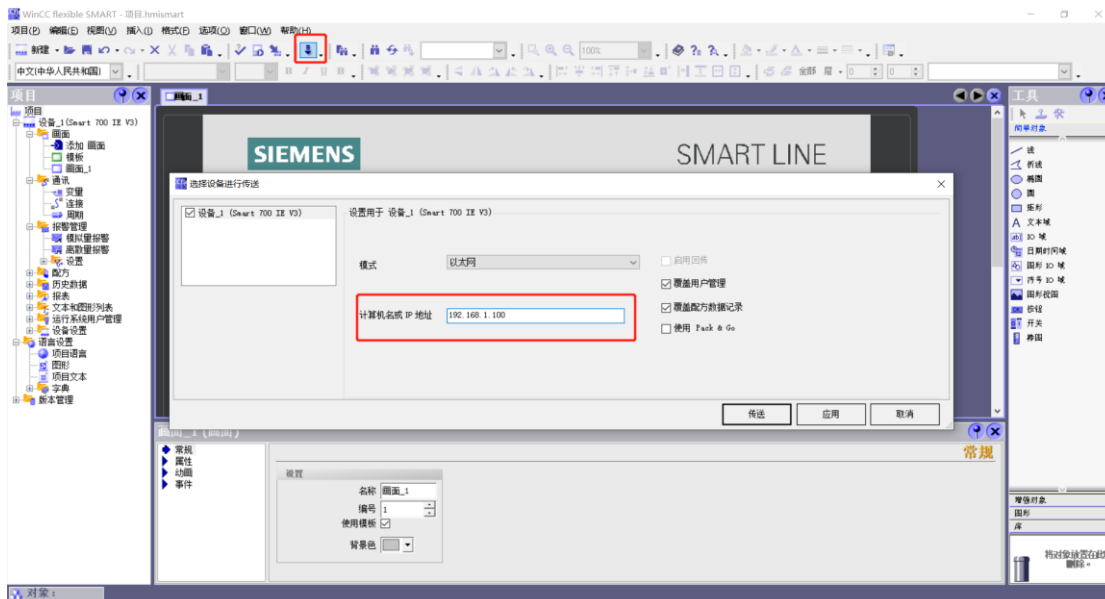 WinCC flexible SMART - 项目.hmismart
项目(P) 编辑(E) 视图(V) 插入(I) 格式(F) 选项(O) 窗口(W) 帮助(H)
新建
100%
中文(中华人民共和国)
B I U
全部 层 0 0
项目
画面_1
工具
项目
设备_1(Smart 700 IE V3)
画面
添加 画面
模板
画面_1
通讯
变量
连接
周期
报警管理
模拟量报警
离散量报警
设置
配方
历史数据
报表
文本和图形列表
运行系统用户管理
设备设置
语言设置
项目语言
图形
项目文本
字典
版本管理
SIEMENS
SMART LINE
选择设备进行传送
设备_1 (Smart 700 IE V3)
设置用于 设备_1 (Smart 700 IE V3)
模式
以太网
启用回传
覆盖用户管理
计算机名或 IP 地址
192.168.1.100
覆盖配方数据记录
使用 Pack & Go
传送
应用
取消
简单对象
线
折线
椭圆
圆
矩形
文本域
IO 域
日期时间域
图形 IO 域
符号 IO 域
图形视图
按钮
开关
棒图
画面_1 (画面)
常规
属性
动画
事件
常规
设置
名称 画面_1
编号 1
使用模板
背景色
增强对象
图形
库
将对象放置在此
删除。
对象：